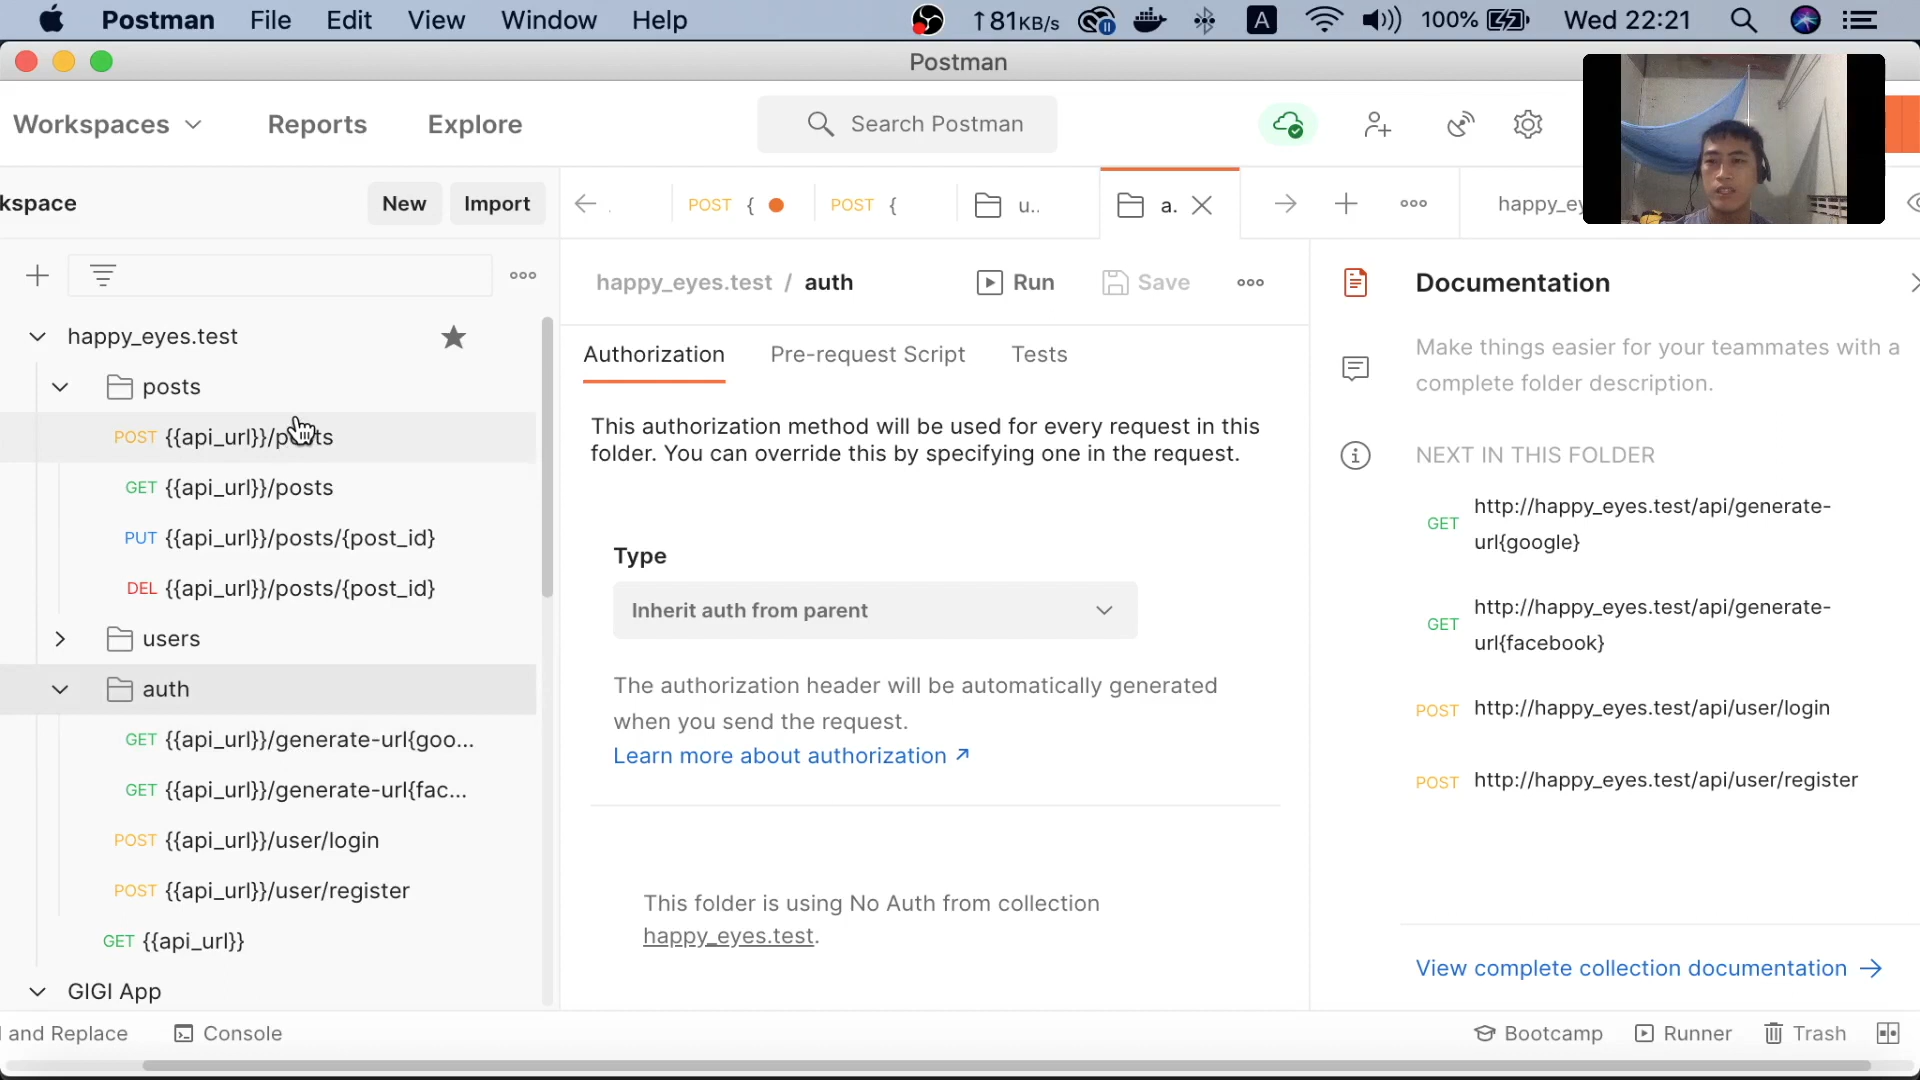 Postman File Edit View Window Help
↑81KB/s A 100% Wed 22:21
Postman
Workspaces Reports Explore Search Postman
kspace New Import
POST { POST { u.. a. happy_ey
happy_eyes.test / auth Run Save
Documentation
happy_eyes.test
posts
POST {{api_url}}/posts
GET {{api_url}}/posts
PUT {{api_url}}/posts/{post_id}
DEL {{api_url}}/posts/{post_id}
users
auth
GET {{api_url}}/generate-url{goo...
GET {{api_url}}/generate-url{fac...
POST {{api_url}}/user/login
POST {{api_url}}/user/register
GET {{api_url}}
GIGI App
Authorization Pre-request Script Tests
This authorization method will be used for every request in this
folder. You can override this by specifying one in the request.
Type
Inherit auth from parent
The authorization header will be automatically generated
when you send the request.
Learn more about authorization ↗
This folder is using No Auth from collection
happy_eyes.test.
Make things easier for your teammates with a
complete folder description.
NEXT IN THIS FOLDER
GET http://happy_eyes.test/api/generate-
url{google}
GET http://happy_eyes.test/api/generate-
url{facebook}
POST http://happy_eyes.test/api/user/login
POST http://happy_eyes.test/api/user/register
View complete collection documentation →
and Replace Console Bootcamp Runner Trash